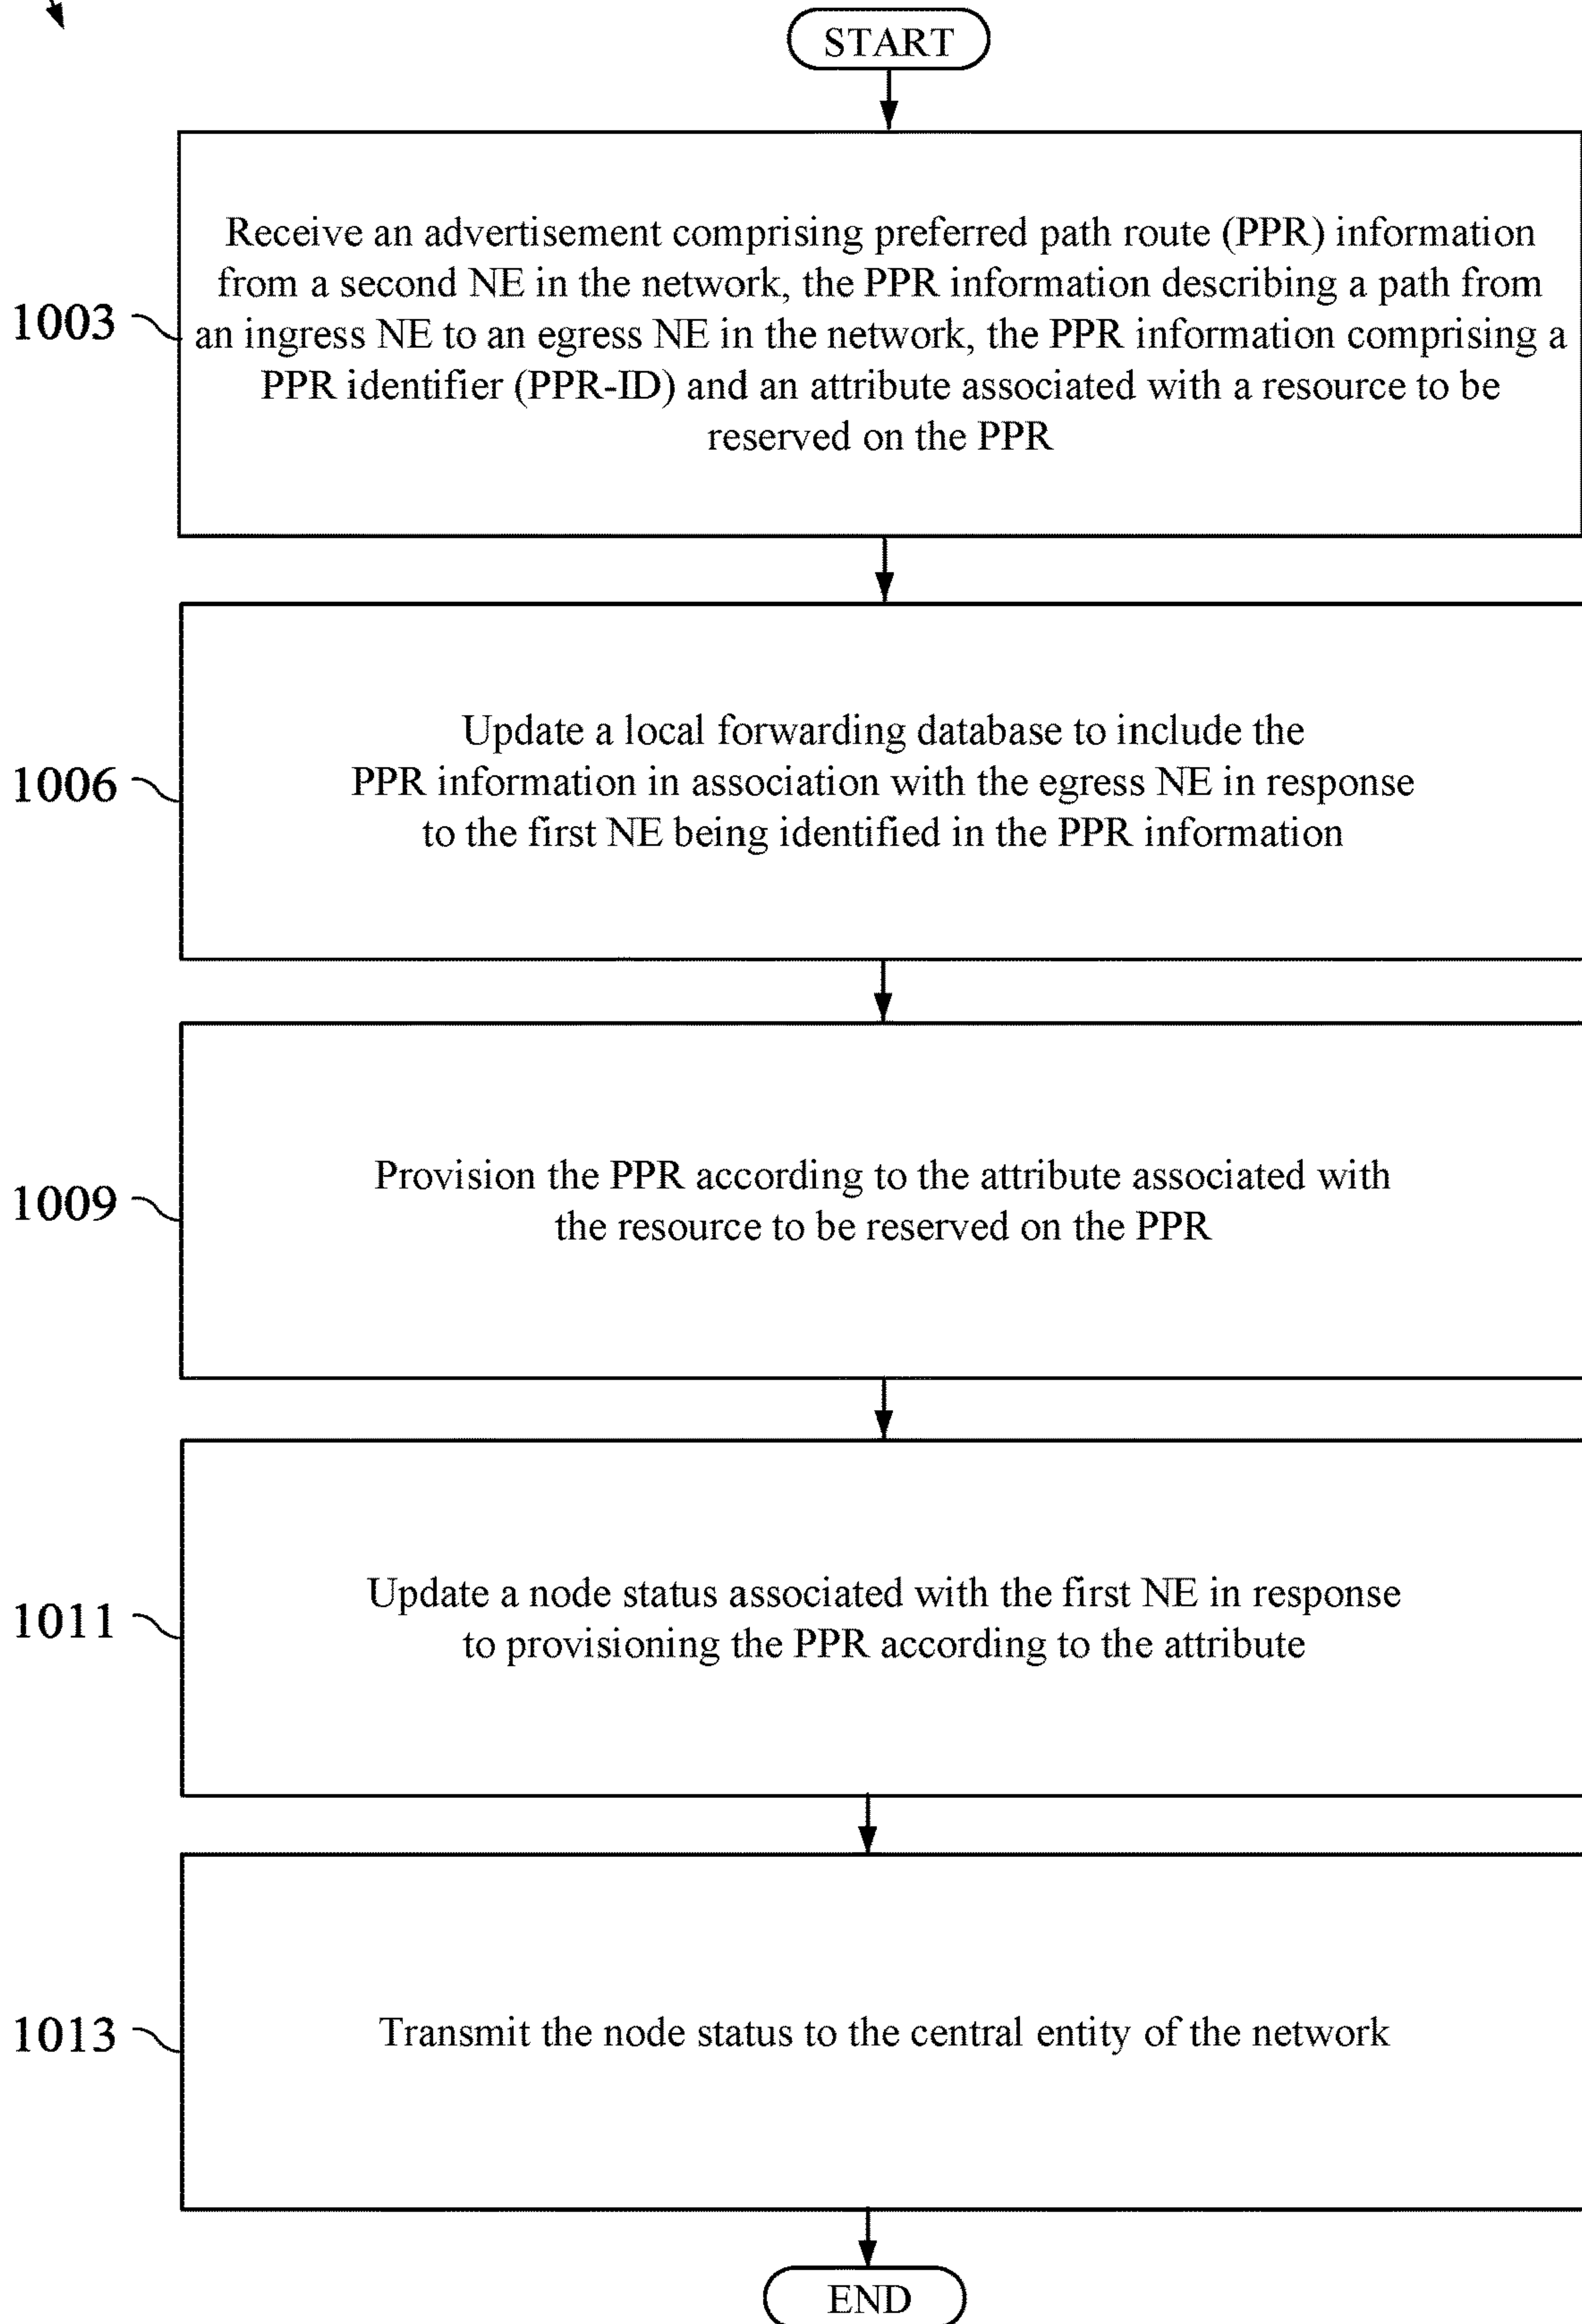 START
1003
Receive an advertisement comprising preferred path route (PPR) information
from a second NE in the network, the PPR information describing a path from
an ingress NE to an egress NE in the network, the PPR information comprising a
PPR identifier (PPR-ID) and an attribute associated with a resource to be
reserved on the PPR
1006
Update a local forwarding database to include the
PPR information in association with the egress NE in response
to the first NE being identified in the PPR information
1009
Provision the PPR according to the attribute associated with
the resource to be reserved on the PPR
1011
Update a node status associated with the first NE in response
to provisioning the PPR according to the attribute
1013
Transmit the node status to the central entity of the network
END